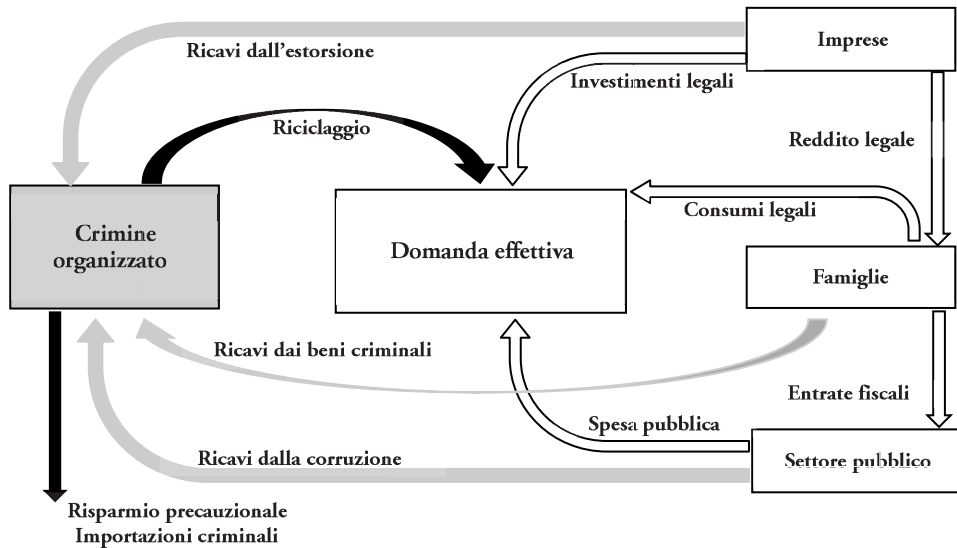 Imprese
Ricavi dall'estorsione
Investimenti legali
Riciclaggio
Reddito legale
Consumi legali
Crimine
organizzato
Domanda effettiva
Famiglie
Ricavi dai beni criminali
Entrate fiscali
Spesa pubblica
Ricavi dalla corruzione
Settore pubblico
Risparmio precauzionale
Importazioni criminali